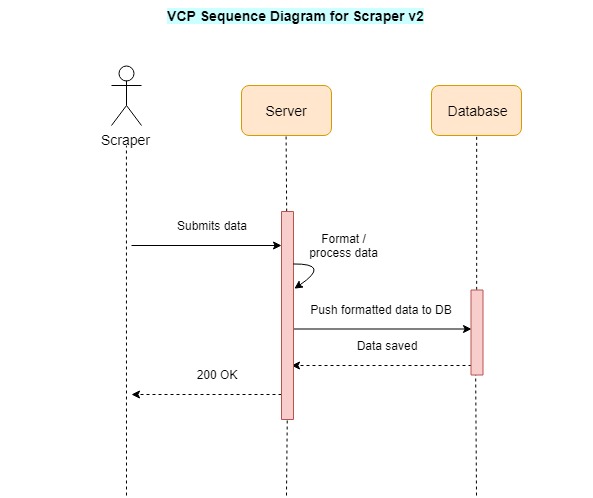 VCP Sequence Diagram for Scraper v2
Scraper
Server
Database
Submits data
Format /
process data
Push formatted data to DB
Data saved
200 OK